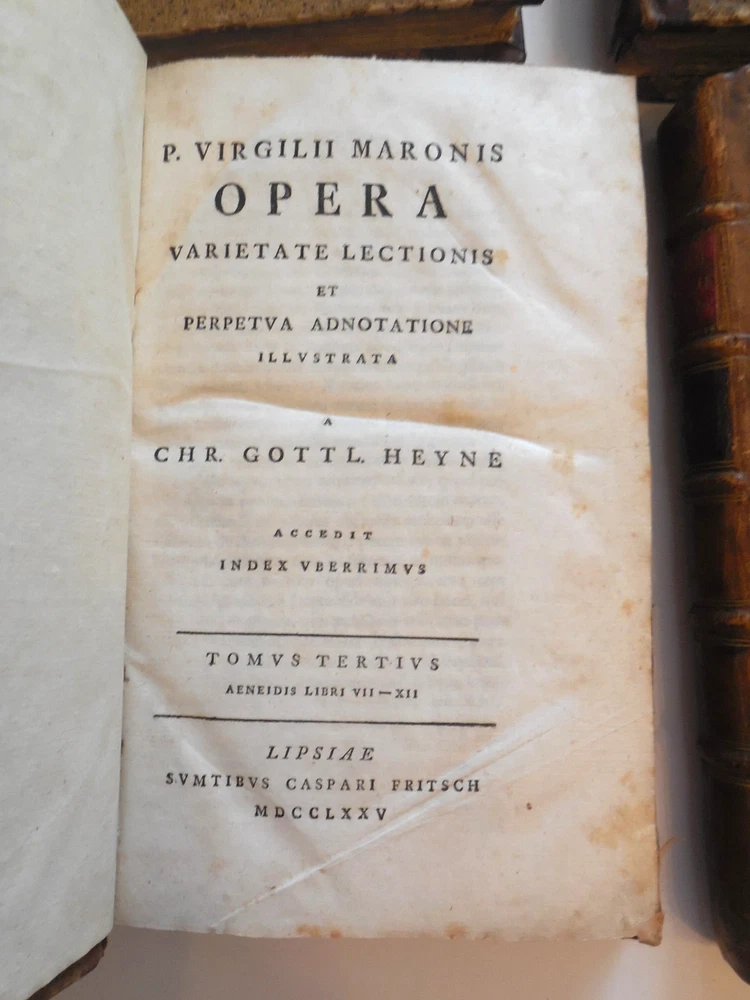 P. VIRGILII MARONIS
OPERA
VARIETATE LECTIONIS
ET
PERPETVA ADNOTATIONE
ILLVSTRATA
A
CHR. GOTTL. HEYNE
ACCEDIT
INDEX VBERRIMVS
TOMVS TERTIVS
AENEIDIS LIBRI VII—XII
LIPSIAE
SVMTIBVS CASPARI FRITSCH
MDCCLXXV